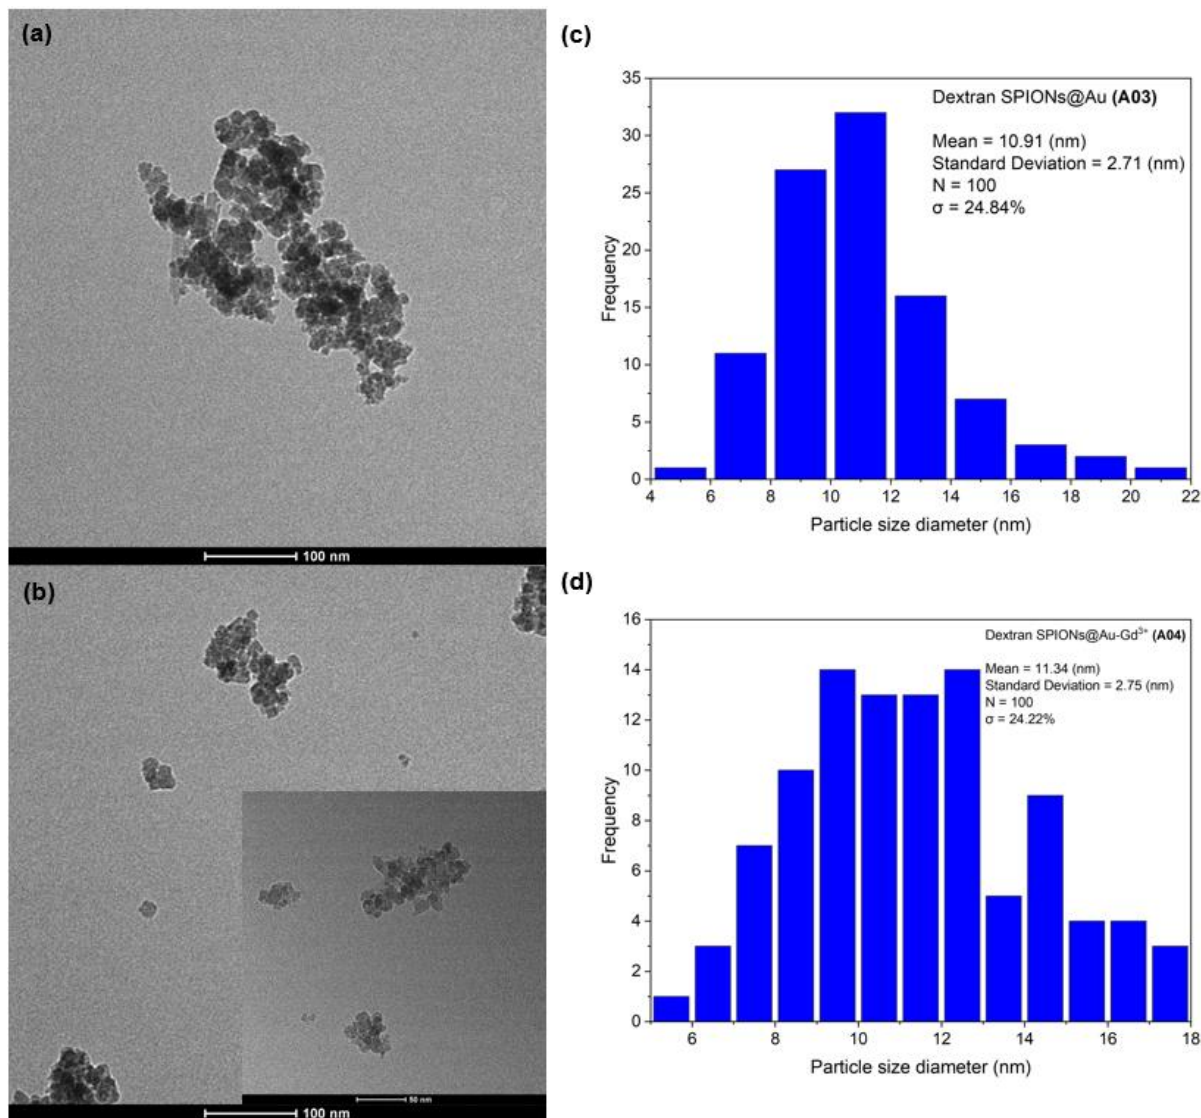 (a)
100 nm
(b)
50 nm
100 nm
(c)
35
30
25
20
15
10
5
0
Frequency
Dextran SPIONs@Au (A03)
Mean = 10.91 (nm)
Standard Deviation = 2.71 (nm)
N = 100
σ = 24.84%
4 6 8 10 12 14 16 18 20 22
Particle size diameter (nm)
(d)
16
14
12
10
8
6
4
2
0
Frequency
Dextran SPIONs@Au-Gd³⁺ (A04)
Mean = 11.34 (nm)
Standard Deviation = 2.75 (nm)
N = 100
σ = 24.22%
6 8 10 12 14 16 18
Particle size diameter (nm)